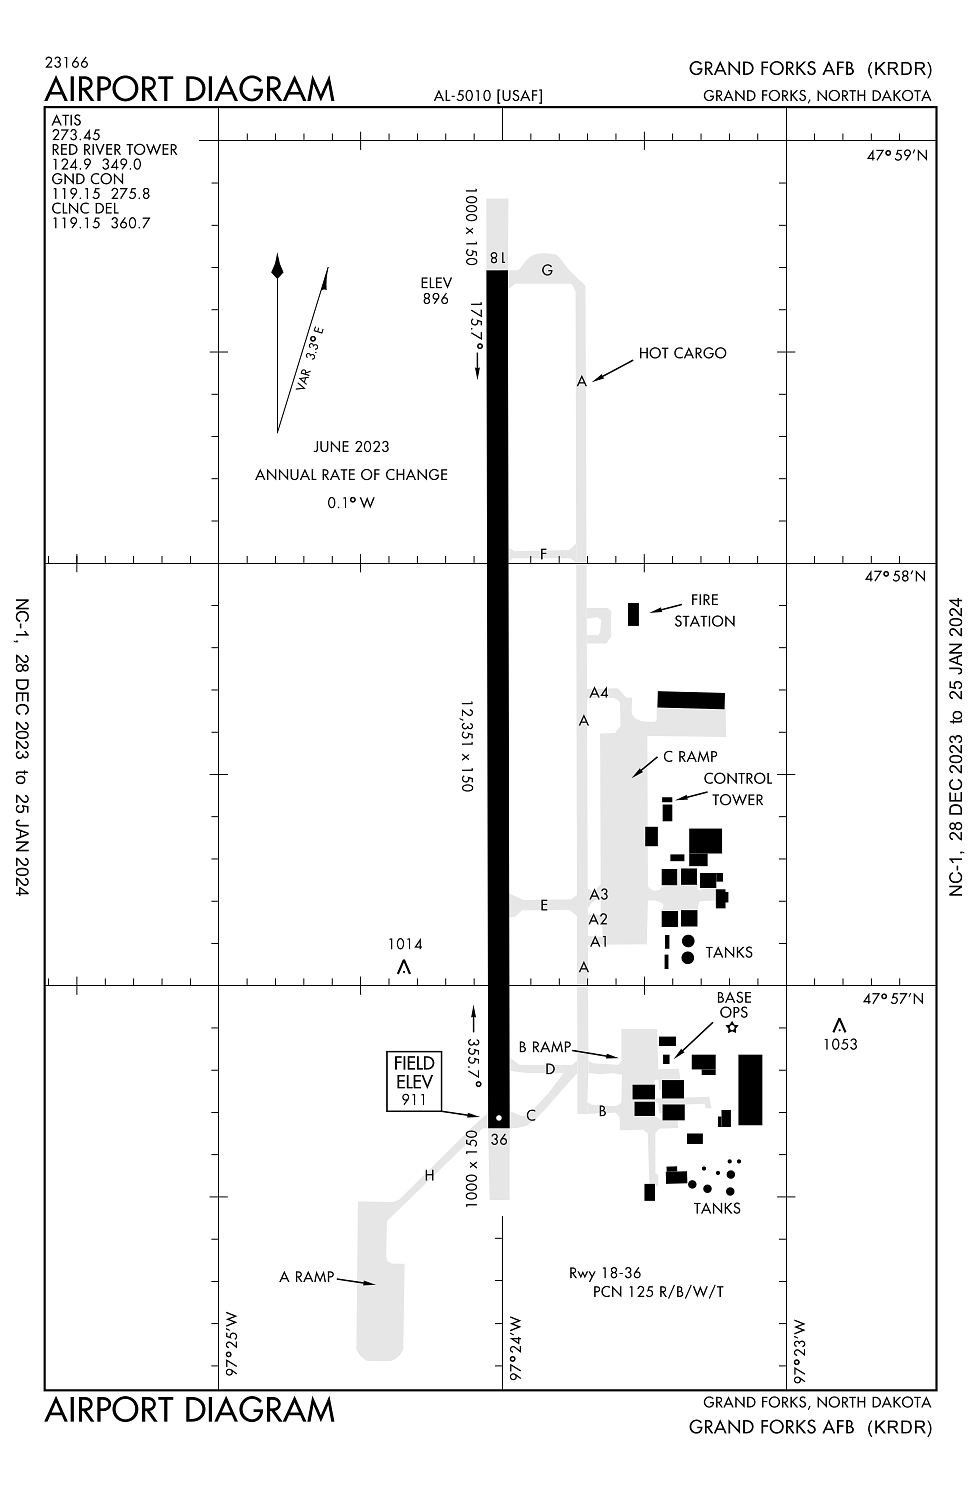 23166
AIRPORT DIAGRAM
AL-5010 [USAF]
GRAND FORKS AFB (KRDR)
GRAND FORKS, NORTH DAKOTA
ATIS
273.45
RED RIVER TOWER
124.9 349.0
GND CON
119.15 275.8
CLNC DEL
119.15 360.7
47°59'N
1000 x 150
18
G
ELEV
896
175.7°
VAR 3.3° E
HOT CARGO
A
JUNE 2023
ANNUAL RATE OF CHANGE
0.1° W
F
47°58'N
FIRE
STATION
A4
A
12,351 x 150
C RAMP
CONTROL
TOWER
A3
E
A2
A1
TANKS
1014
A
47°57'N
BASE
OPS
1053
355.7°
B RAMP
D
FIELD
ELEV
911
C
B
36
1000 x 150
H
TANKS
A RAMP
Rwy 18-36
PCN 125 R/B/W/T
97°25'W
97°24'W
97°23'W
NC-1, 28 DEC 2023 to 25 JAN 2024
NC-1, 28 DEC 2023 to 25 JAN 2024
AIRPORT DIAGRAM
GRAND FORKS, NORTH DAKOTA
GRAND FORKS AFB (KRDR)